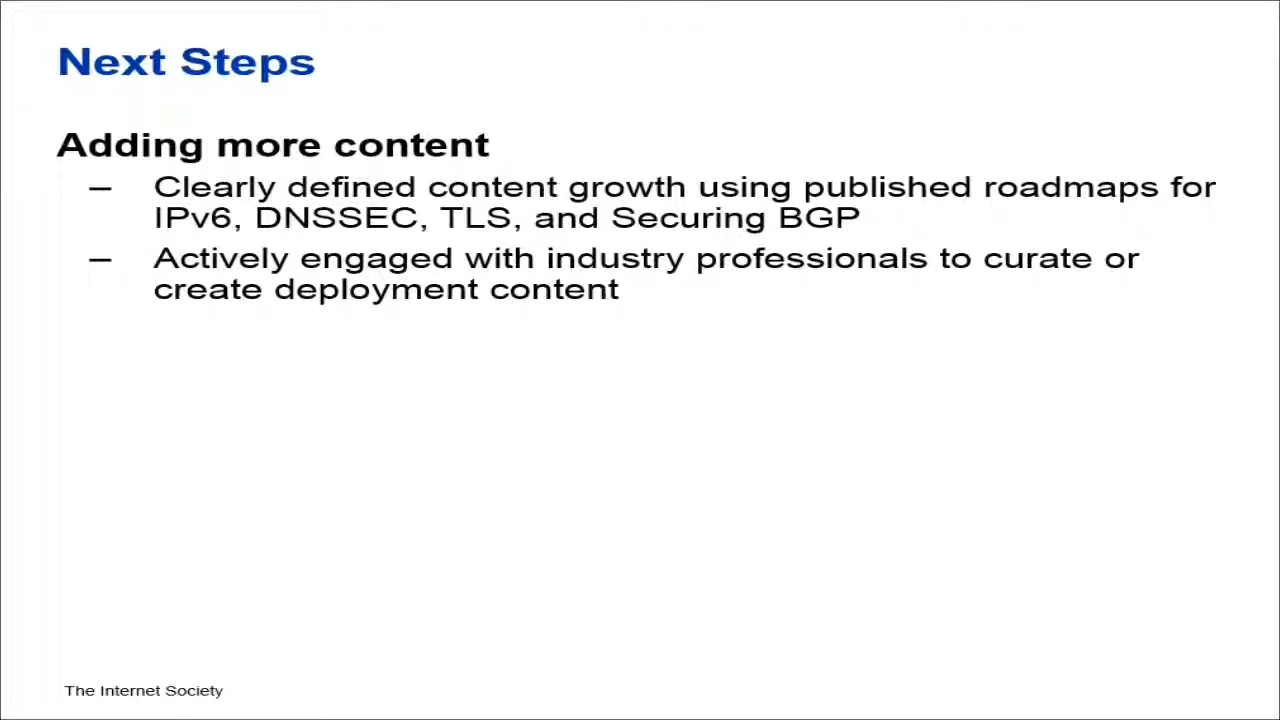 Next Steps
Adding more content
– Clearly defined content growth using published roadmaps for
IPv6, DNSSEC, TLS, and Securing BGP
– Actively engaged with industry professionals to curate or
create deployment content
The Internet Society